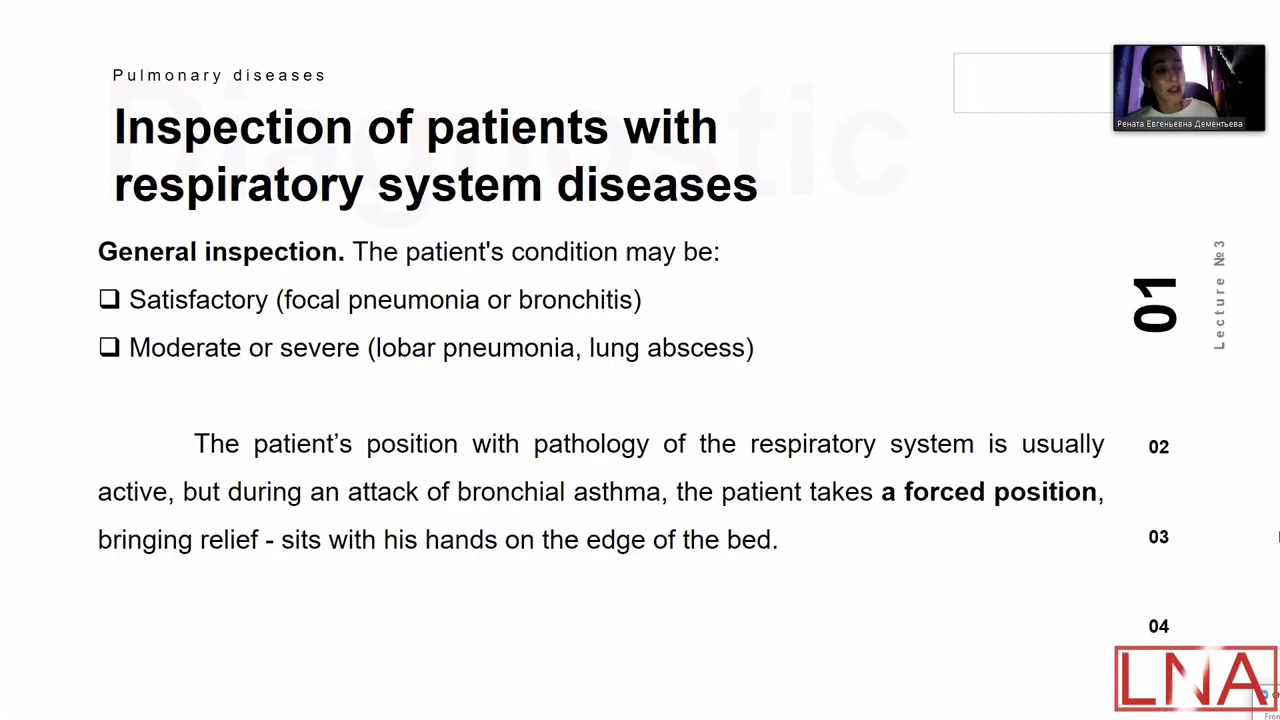 Pulmonary diseases
Diagnostic
Inspection of patients with
respiratory system diseases
Рената Евгеньевна Дементьева
General inspection. The patient's condition may be:
❑ Satisfactory (focal pneumonia or bronchitis)
❑ Moderate or severe (lobar pneumonia, lung abscess)
The patient’s position with pathology of the respiratory system is usually
active, but during an attack of bronchial asthma, the patient takes a forced position,
bringing relief - sits with his hands on the edge of the bed.
01
Lecture №3
02
03
04
LNA